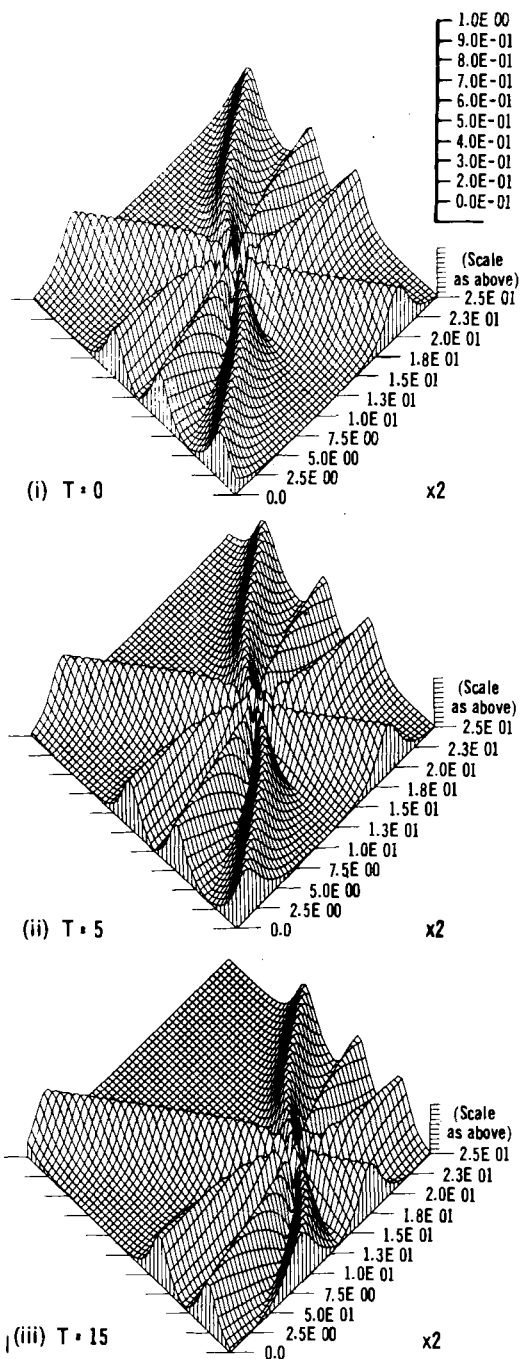 1.0E 00
9.0E-01
8.0E-01
7.0E-01
6.0E-01
5.0E-01
4.0E-01
3.0E-01
2.0E-01
0.0E-01
(Scale
as above)
2.5E 01
2.3E 01
2.0E 01
1.8E 01
1.5E 01
1.3E 01
1.0E 01
7.5E 00
5.0E 00
2.5E 00
0.0
(i) T = 0
x2
(Scale
as above)
2.5E 01
2.3E 01
2.0E 01
1.8E 01
1.5E 01
1.3E 01
1.0E 01
7.5E 00
5.0E 00
2.5E 00
0.0
(ii) T = 5
x2
(Scale
as above)
2.5E 01
2.3E 01
2.0E 01
1.8E 01
1.5E 01
1.3E 01
1.0E 01
7.5E 00
5.0E 01
2.5E 00
0.0
(iii) T = 15
x2